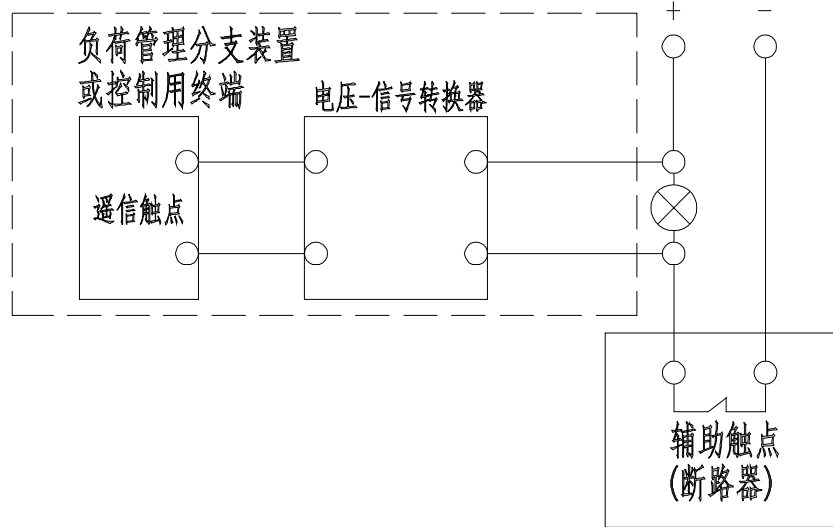 + -
负荷管理分支装置
或控制用终端
电压-信号转换器
遥信触点
辅助触点
(断路器)